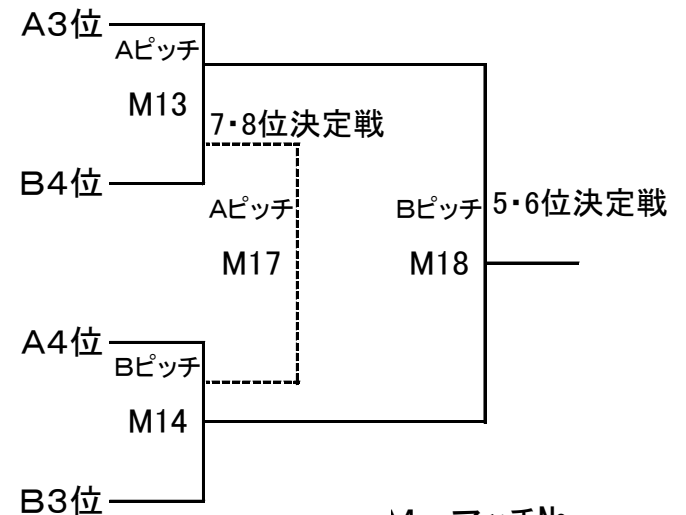 A3位
Aピッチ
M13
7・8位決定戦
B4位
Aピッチ
Bピッチ
5・6位決定戦
M17
M18
A4位
Bピッチ
M14
B3位